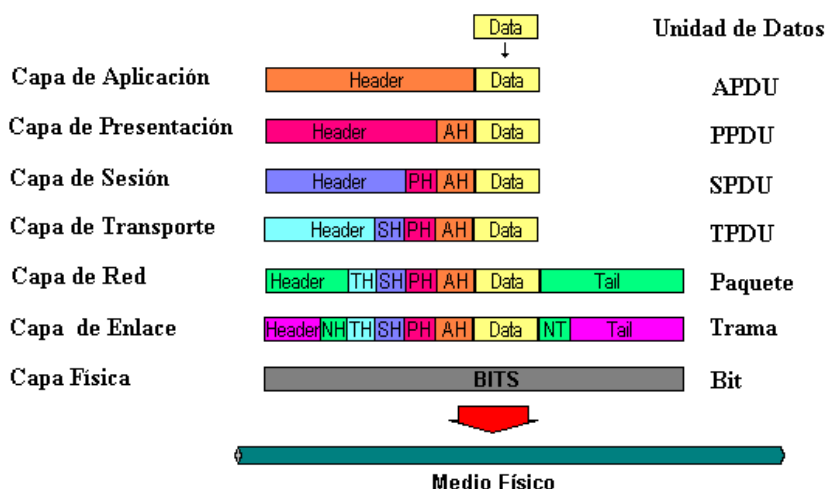 Data Unidad de Datos
Capa de Aplicación Header Data APDU
Capa de Presentación Header AH Data PPDU
Capa de Sesión Header PH AH Data SPDU
Capa de Transporte Header SH PH AH Data TPDU
Capa de Red Header TH SH PH AH Data Tail Paquete
Capa de Enlace Header NH TH SH PH AH Data NT Tail Trama
Capa Física BITS Bit
Medio Físico